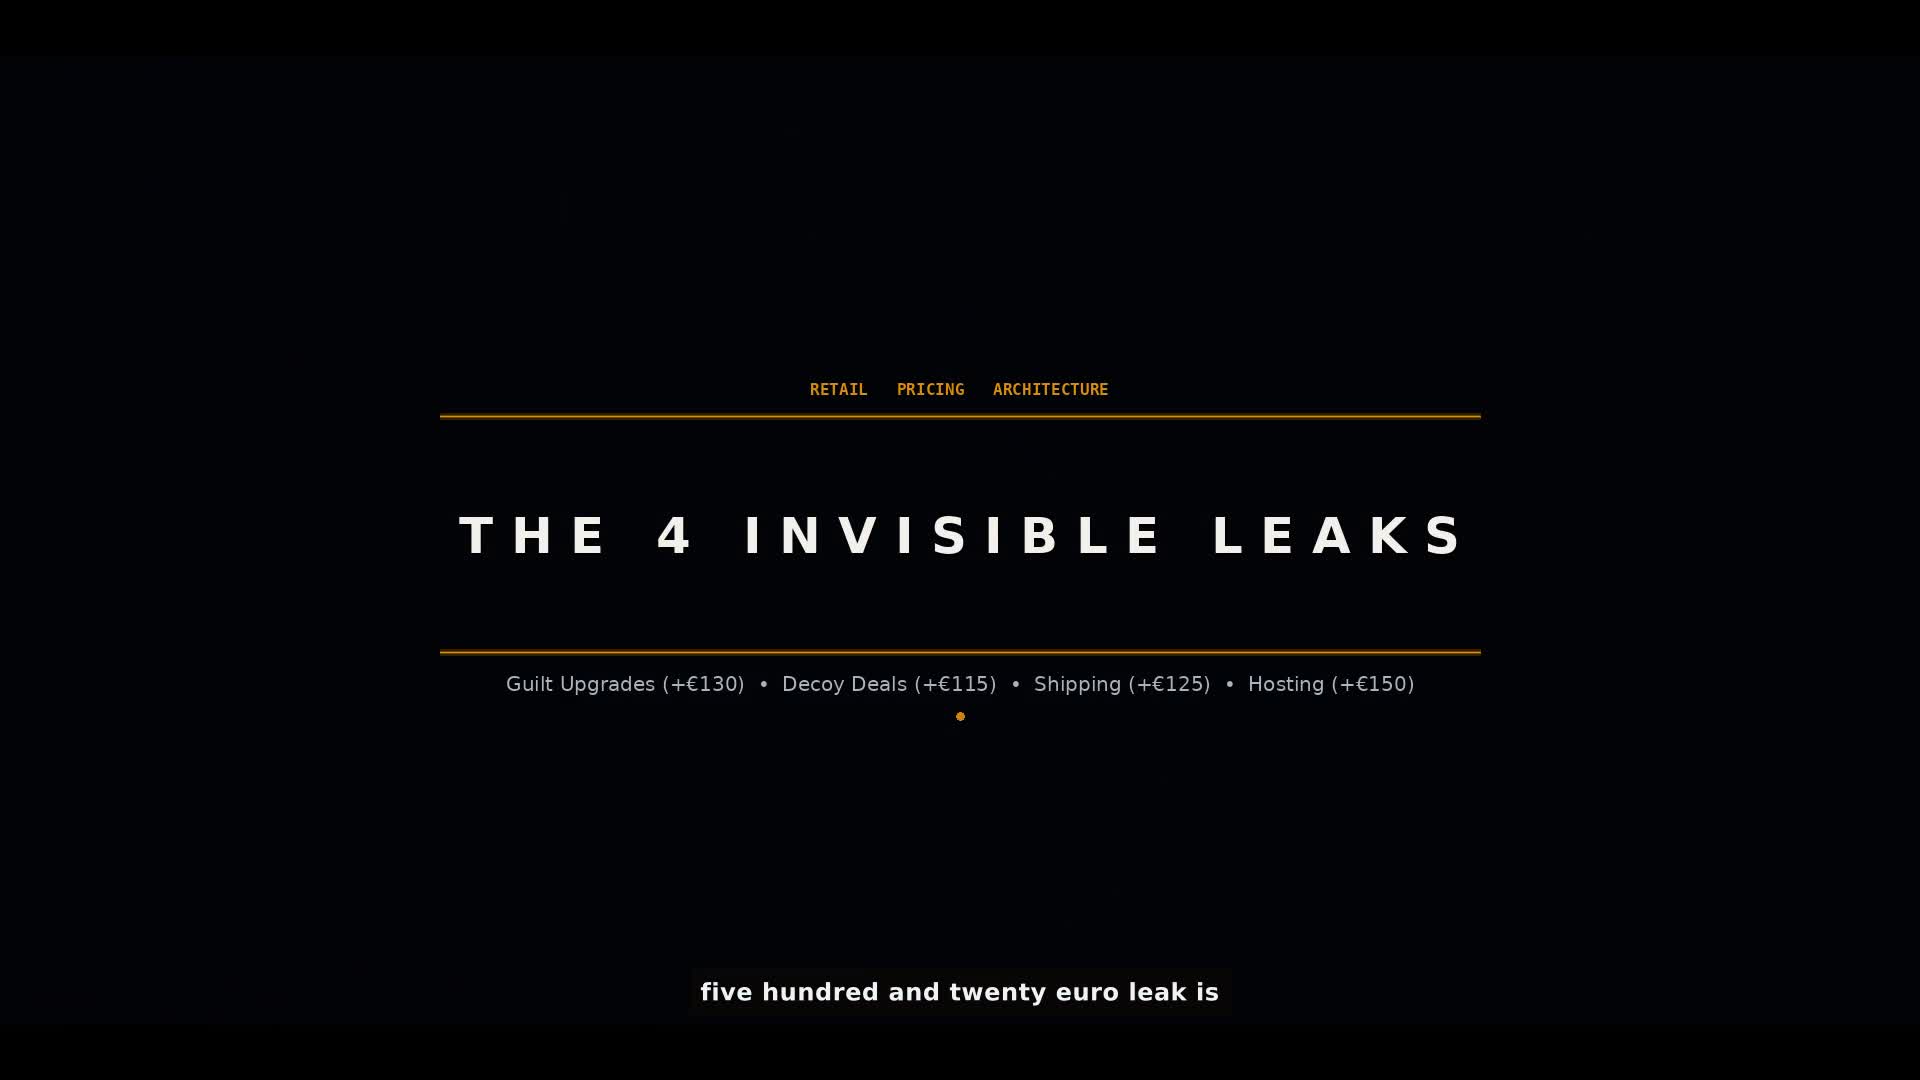 RETAIL PRICING ARCHITECTURE
THE 4 INVISIBLE LEAKS
Guilt Upgrades (+€130) • Decoy Deals (+€115) • Shipping (+€125) • Hosting (+€150)
five hundred and twenty euro leak is